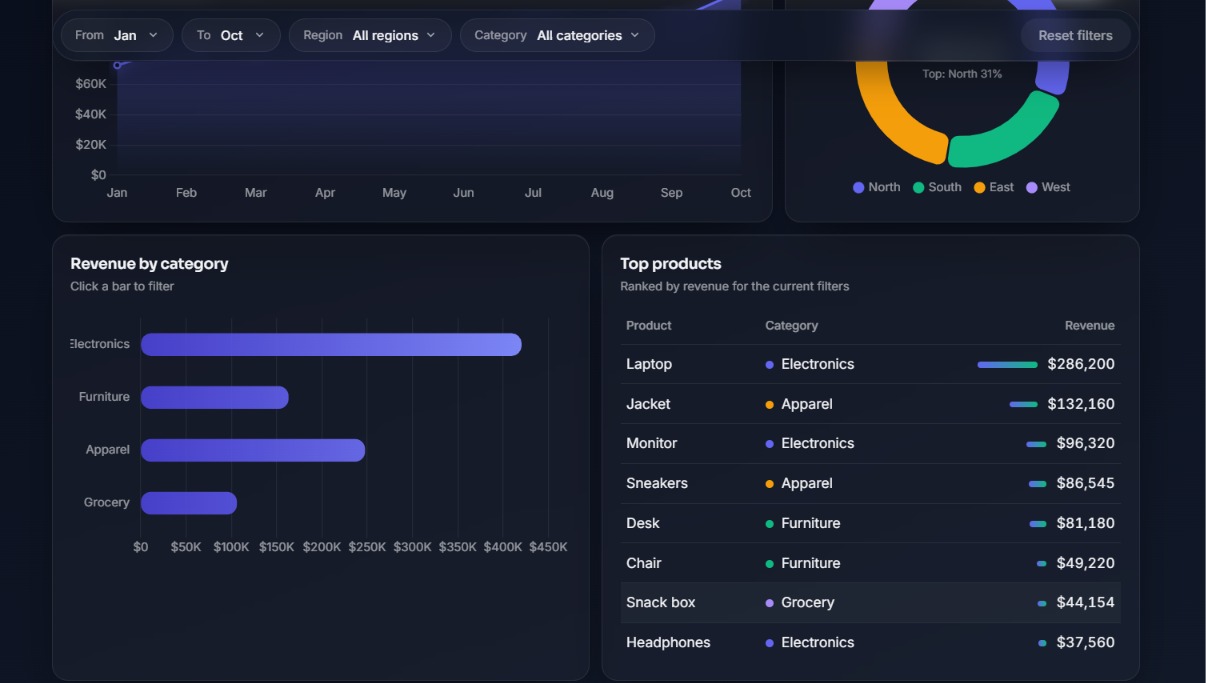 From Jan To Oct Region All regions Category All categories Reset filters
$60K
$40K
$20K
$0
Jan Feb Mar Apr May Jun Jul Aug Sep Oct
Top: North 31%
North South East West
Revenue by category
Click a bar to filter
Electronics
Furniture
Apparel
Grocery
$0 $50K $100K $150K $200K $250K $300K $350K $400K $450K
Top products
Ranked by revenue for the current filters
Product Category Revenue
Laptop Electronics $286,200
Jacket Apparel $132,160
Monitor Electronics $96,320
Sneakers Apparel $86,545
Desk Furniture $81,180
Chair Furniture $49,220
Snack box Grocery $44,154
Headphones Electronics $37,560